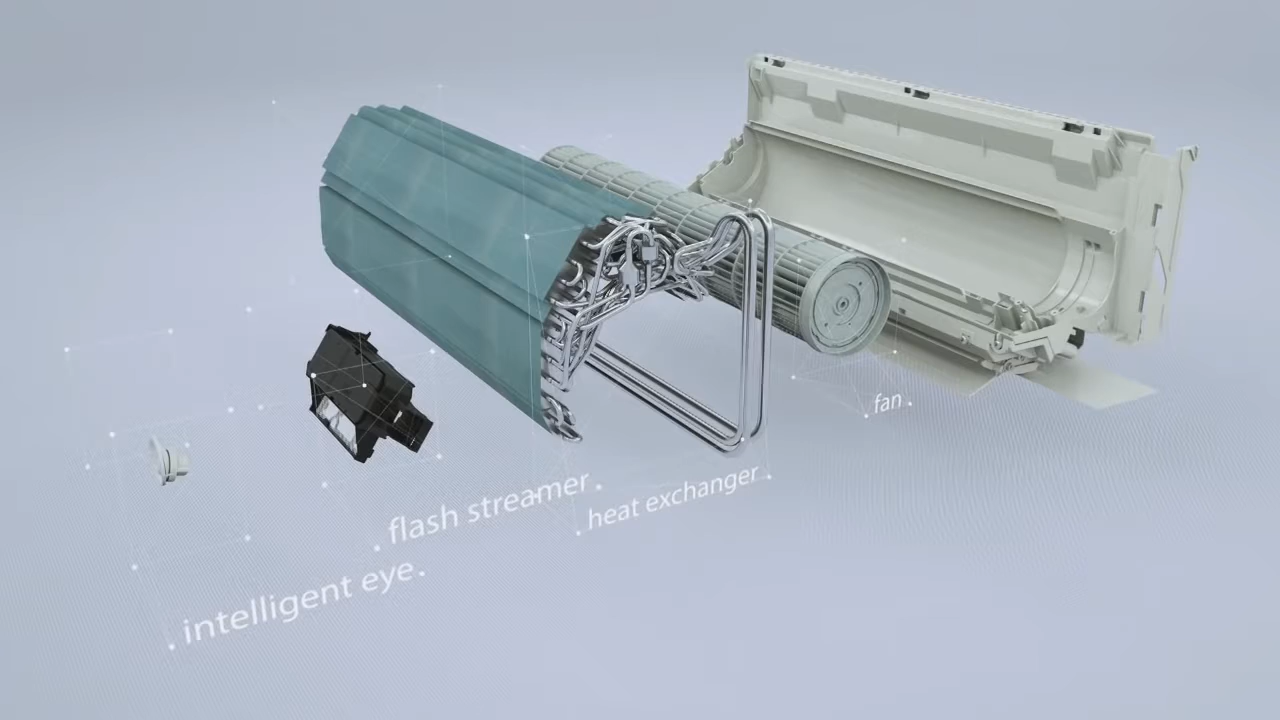 fan
heat exchanger
flash streamer
intelligent eye